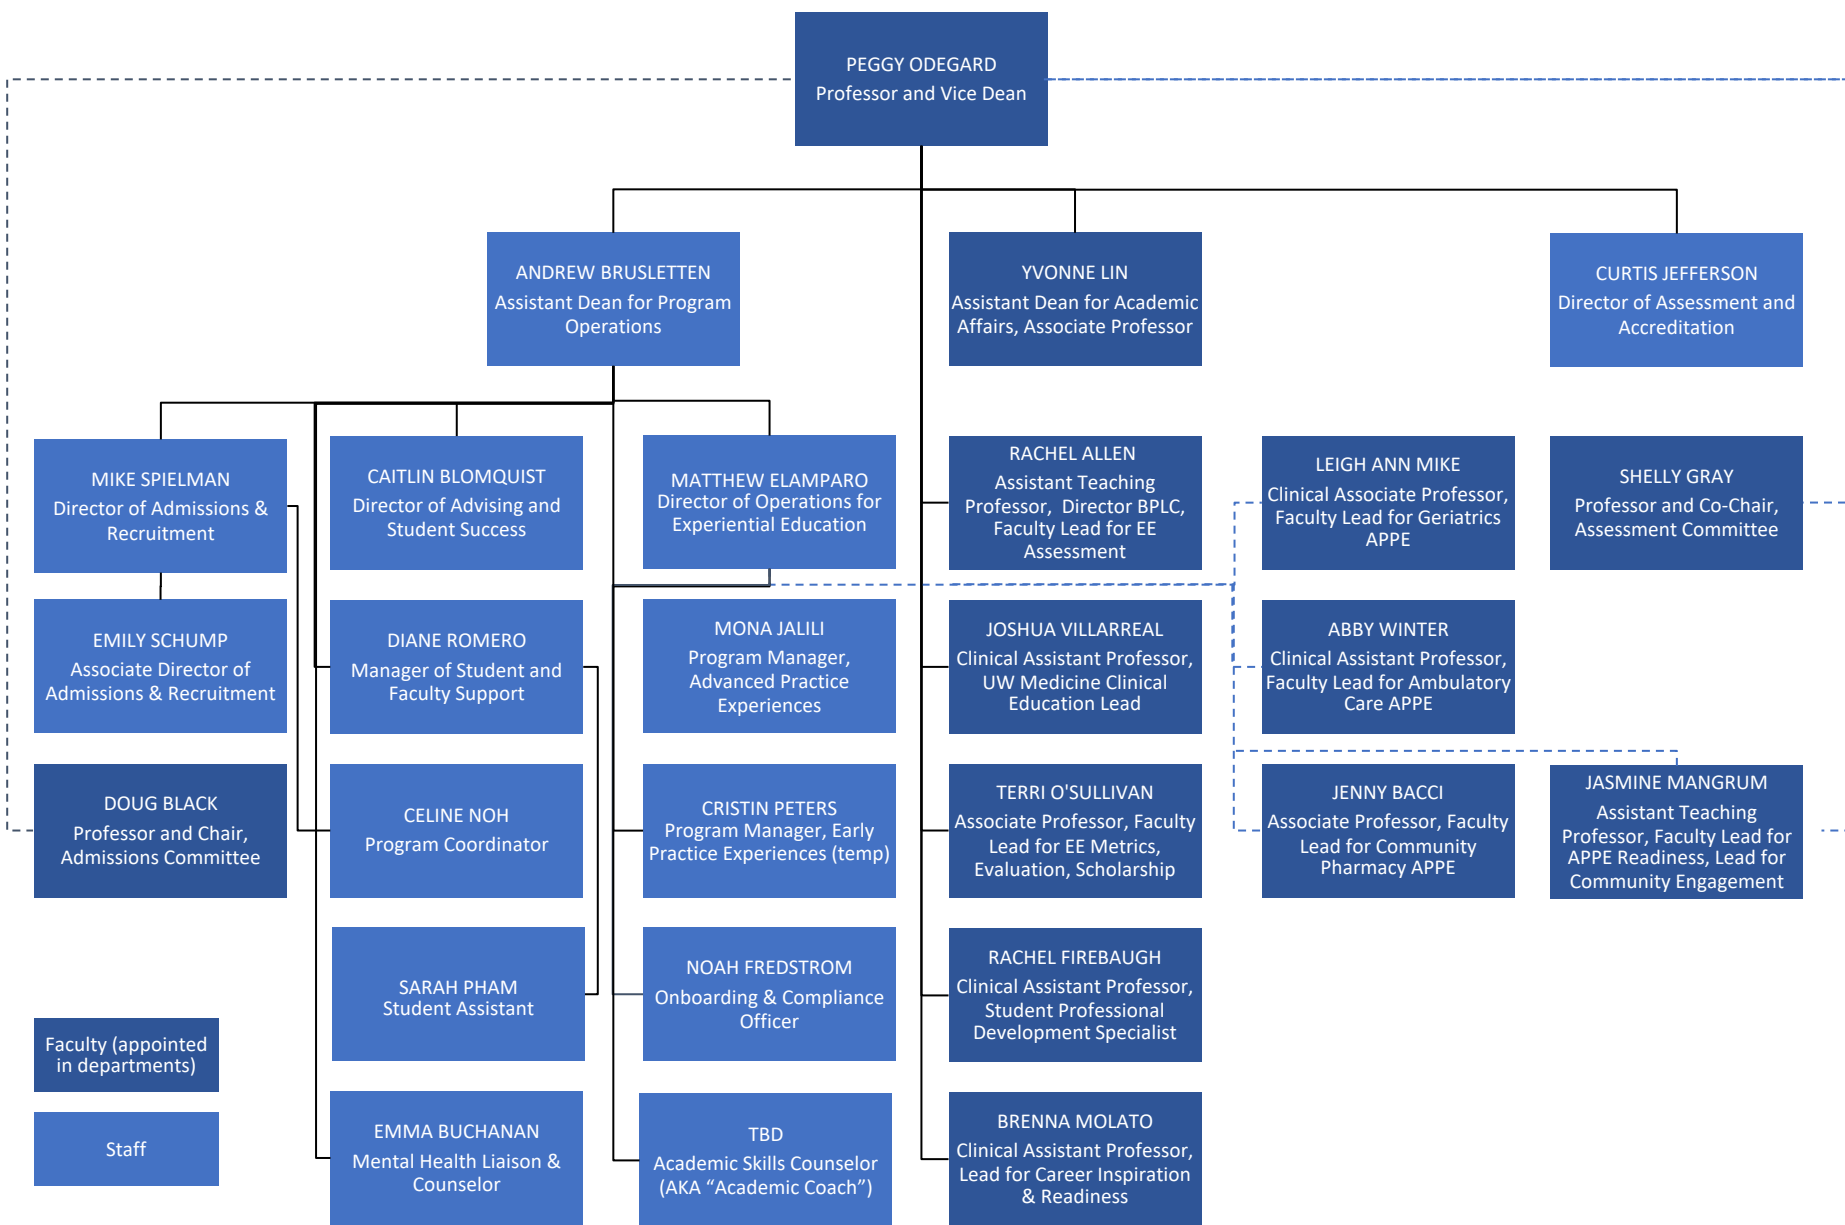 PEGGY ODEGARD
Professor and Vice Dean
ANDREW BRUSLETTEN
Assistant Dean for Program
Operations
YVONNE LIN
Assistant Dean for Academic
Affairs, Associate Professor
CURTIS JEFFERSON
Director of Assessment and
Accreditation
MIKE SPIELMAN
Director of Admissions &
Recruitment
CAITLIN BLOMQUIST
Director of Advising and
Student Success
MATTHEW ELAMPARO
Director of Operations for
Experiential Education
RACHEL ALLEN
Assistant Teaching
Professor, Director BPLC,
Faculty Lead for EE
Assessment
LEIGH ANN MIKE
Clinical Associate Professor,
Faculty Lead for Geriatrics
APPE
SHELLY GRAY
Professor and Co-Chair,
Assessment Committee
EMILY SCHUMP
Associate Director of
Admissions & Recruitment
DIANE ROMERO
Manager of Student and
Faculty Support
MONA JALILI
Program Manager,
Advanced Practice
Experiences
JOSHUA VILLARREAL
Clinical Assistant Professor,
UW Medicine Clinical
Education Lead
ABBY WINTER
Clinical Assistant Professor,
Faculty Lead for Ambulatory
Care APPE
DOUG BLACK
Professor and Chair,
Admissions Committee
CELINE NOH
Program Coordinator
CRISTIN PETERS
Program Manager, Early
Practice Experiences (temp)
TERRI O'SULLIVAN
Associate Professor, Faculty
Lead for EE Metrics,
Evaluation, Scholarship
JENNY BACCI
Associate Professor, Faculty
Lead for Community
Pharmacy APPE
JASMINE MANGRUM
Assistant Teaching
Professor, Faculty Lead for
APPE Readiness, Lead for
Community Engagement
SARAH PHAM
Student Assistant
NOAH FREDSTROM
Onboarding & Compliance
Officer
RACHEL FIREBAUGH
Clinical Assistant Professor,
Student Professional
Development Specialist
Faculty (appointed
in departments)
Staff
EMMA BUCHANAN
Mental Health Liaison &
Counselor
TBD
Academic Skills Counselor
(AKA “Academic Coach”)
BRENNA MOLATO
Clinical Assistant Professor,
Lead for Career Inspiration
& Readiness